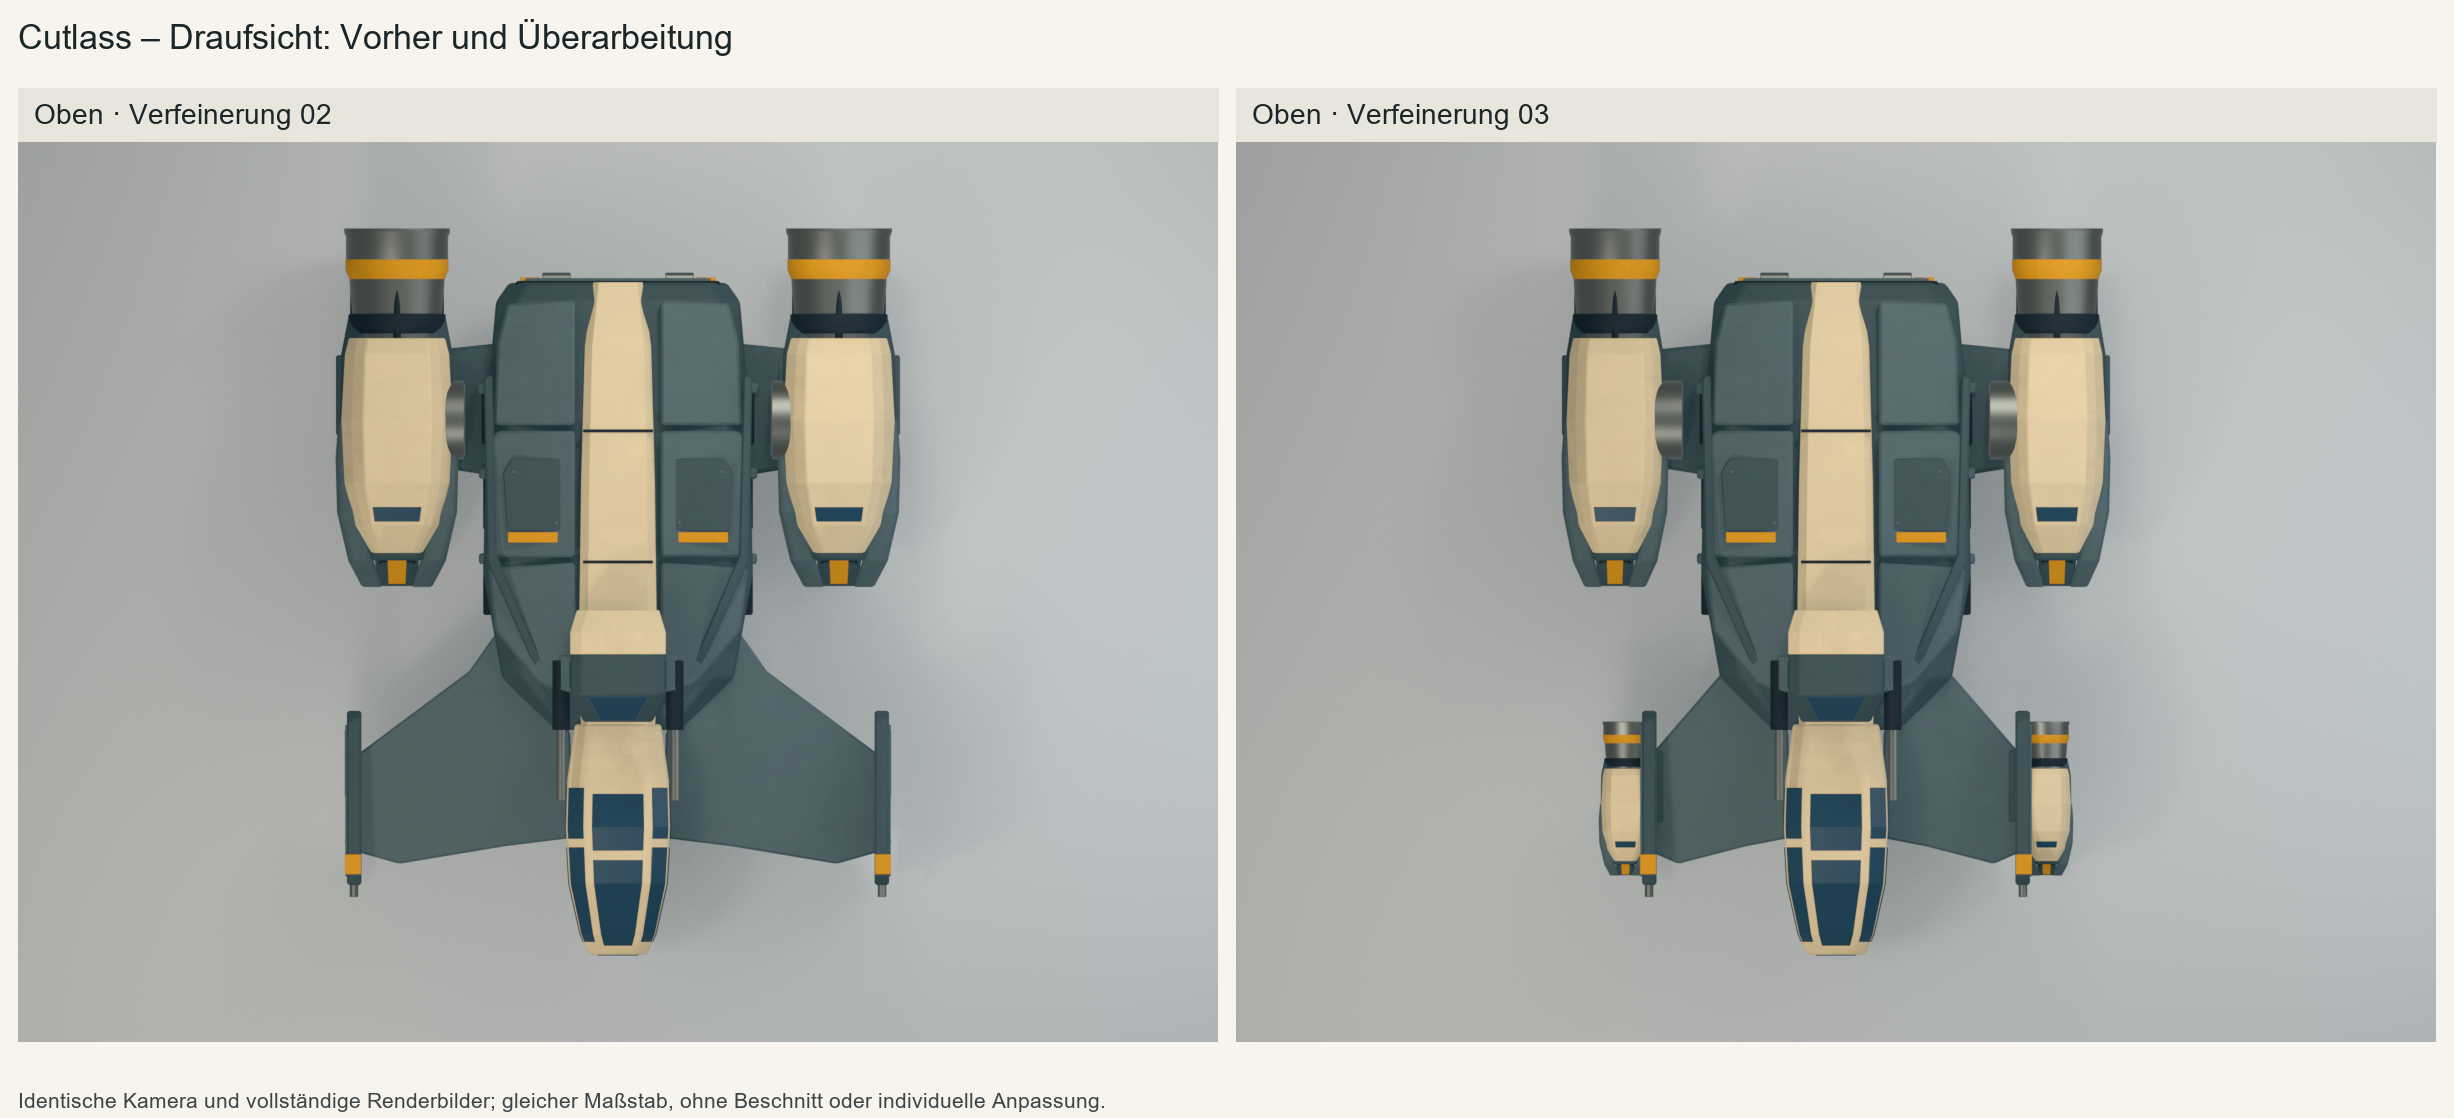 Cutlass – Draufsicht: Vorher und Überarbeitung
Oben · Verfeinerung 02
Oben · Verfeinerung 03
Identische Kamera und vollständige Renderbilder; gleicher Maßstab, ohne Beschnitt oder individuelle Anpassung.